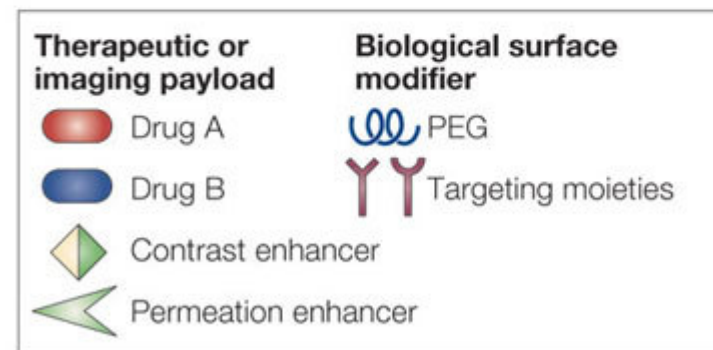 Therapeutic or
imaging payload
Drug A
Drug B
Contrast enhancer
Permeation enhancer
Biological surface
modifier
PEG
Targeting moieties